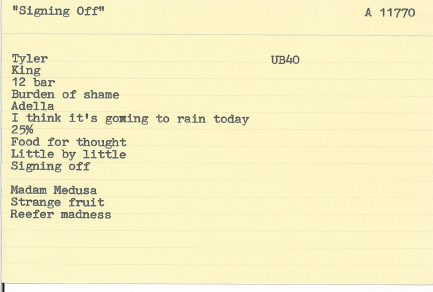 "Signing Off" A 11770
Tyler UB40
King
12 bar
Burden of shame
Adella
I think it's goming to rain today
25%
Food for thought
Little by little
Signing off
Madam Medusa
Strange fruit
Reefer madness